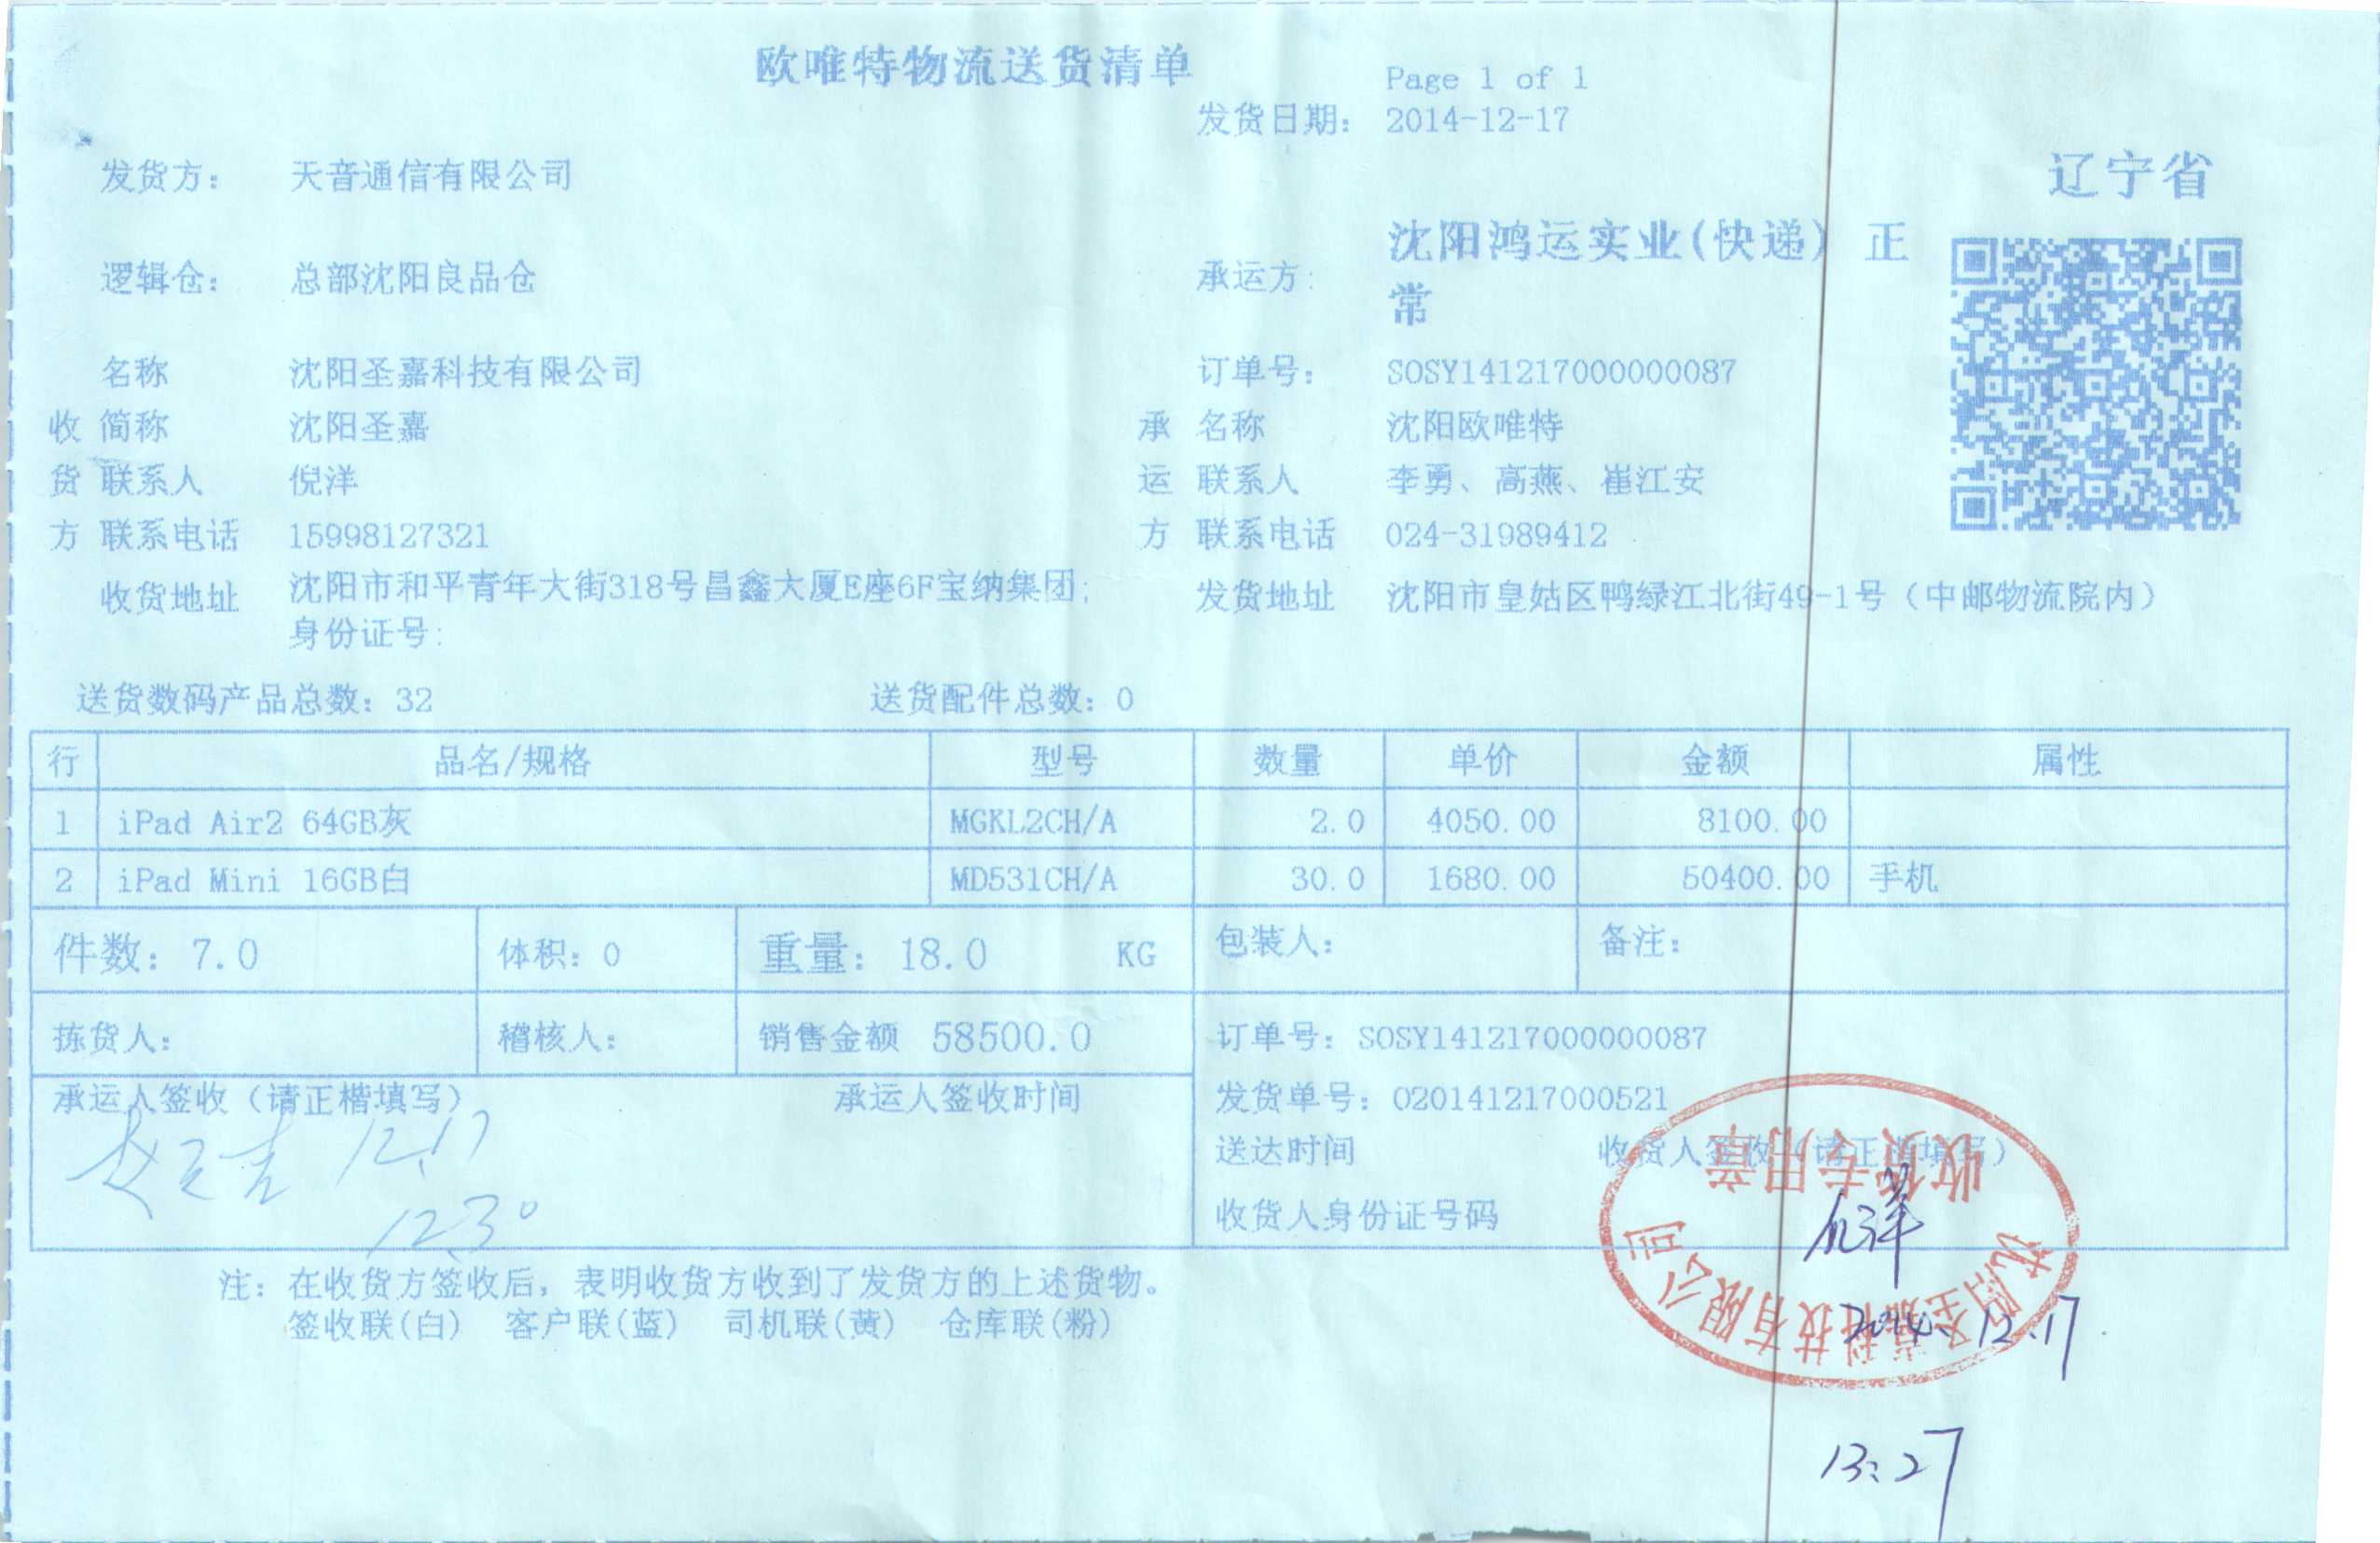 欧唯特物流送货清单
Page 1 of 1
发货日期： 2014-12-17
辽宁省
发货方： 天音通信有限公司
逻辑仓： 总部沈阳良品仓
承运方： 沈阳鸿运实业(快递) 正
常
名称 沈阳圣嘉科技有限公司 订单号： SOSY141217000000087
收 简称 沈阳圣嘉 承 名称 沈阳欧唯特
货 联系人 倪洋 运 联系人 李勇、高燕、崔江安
方 联系电话 15998127321 方 联系电话 024-31989412
收货地址 沈阳市和平青年大街318号昌鑫大厦E座6F宝纳集团; 发货地址 沈阳市皇姑区鸭绿江北街49-1号（中邮物流院内）
身份证号:
送货数码产品总数：32 送货配件总数：0
行 品名/规格 型号 数量 单价 金额 属性
1 iPad Air2 64GB灰 MGKL2CH/A 2.0 4050.00 8100.00
2 iPad Mini 16GB白 MD531CH/A 30.0 1680.00 50400.00 手机
件数：7.0 体积：0 重量：18.0 KG 包装人： 备注：
拣货人： 稽核人： 销售金额 58500.0 订单号：SOSY141217000000087
承运人签收（请正楷填写） 承运人签收时间 发货单号：020141217000521
12.17
12.30
送达时间 收货人签收（请正楷填写）
收货人身份证号码
收货专用章
沈阳圣嘉科技有限公司
倪洋
2014.12.17
13:27
注：在收货方签收后，表明收货方收到了发货方的上述货物。
签收联(白) 客户联(蓝) 司机联(黄) 仓库联(粉)